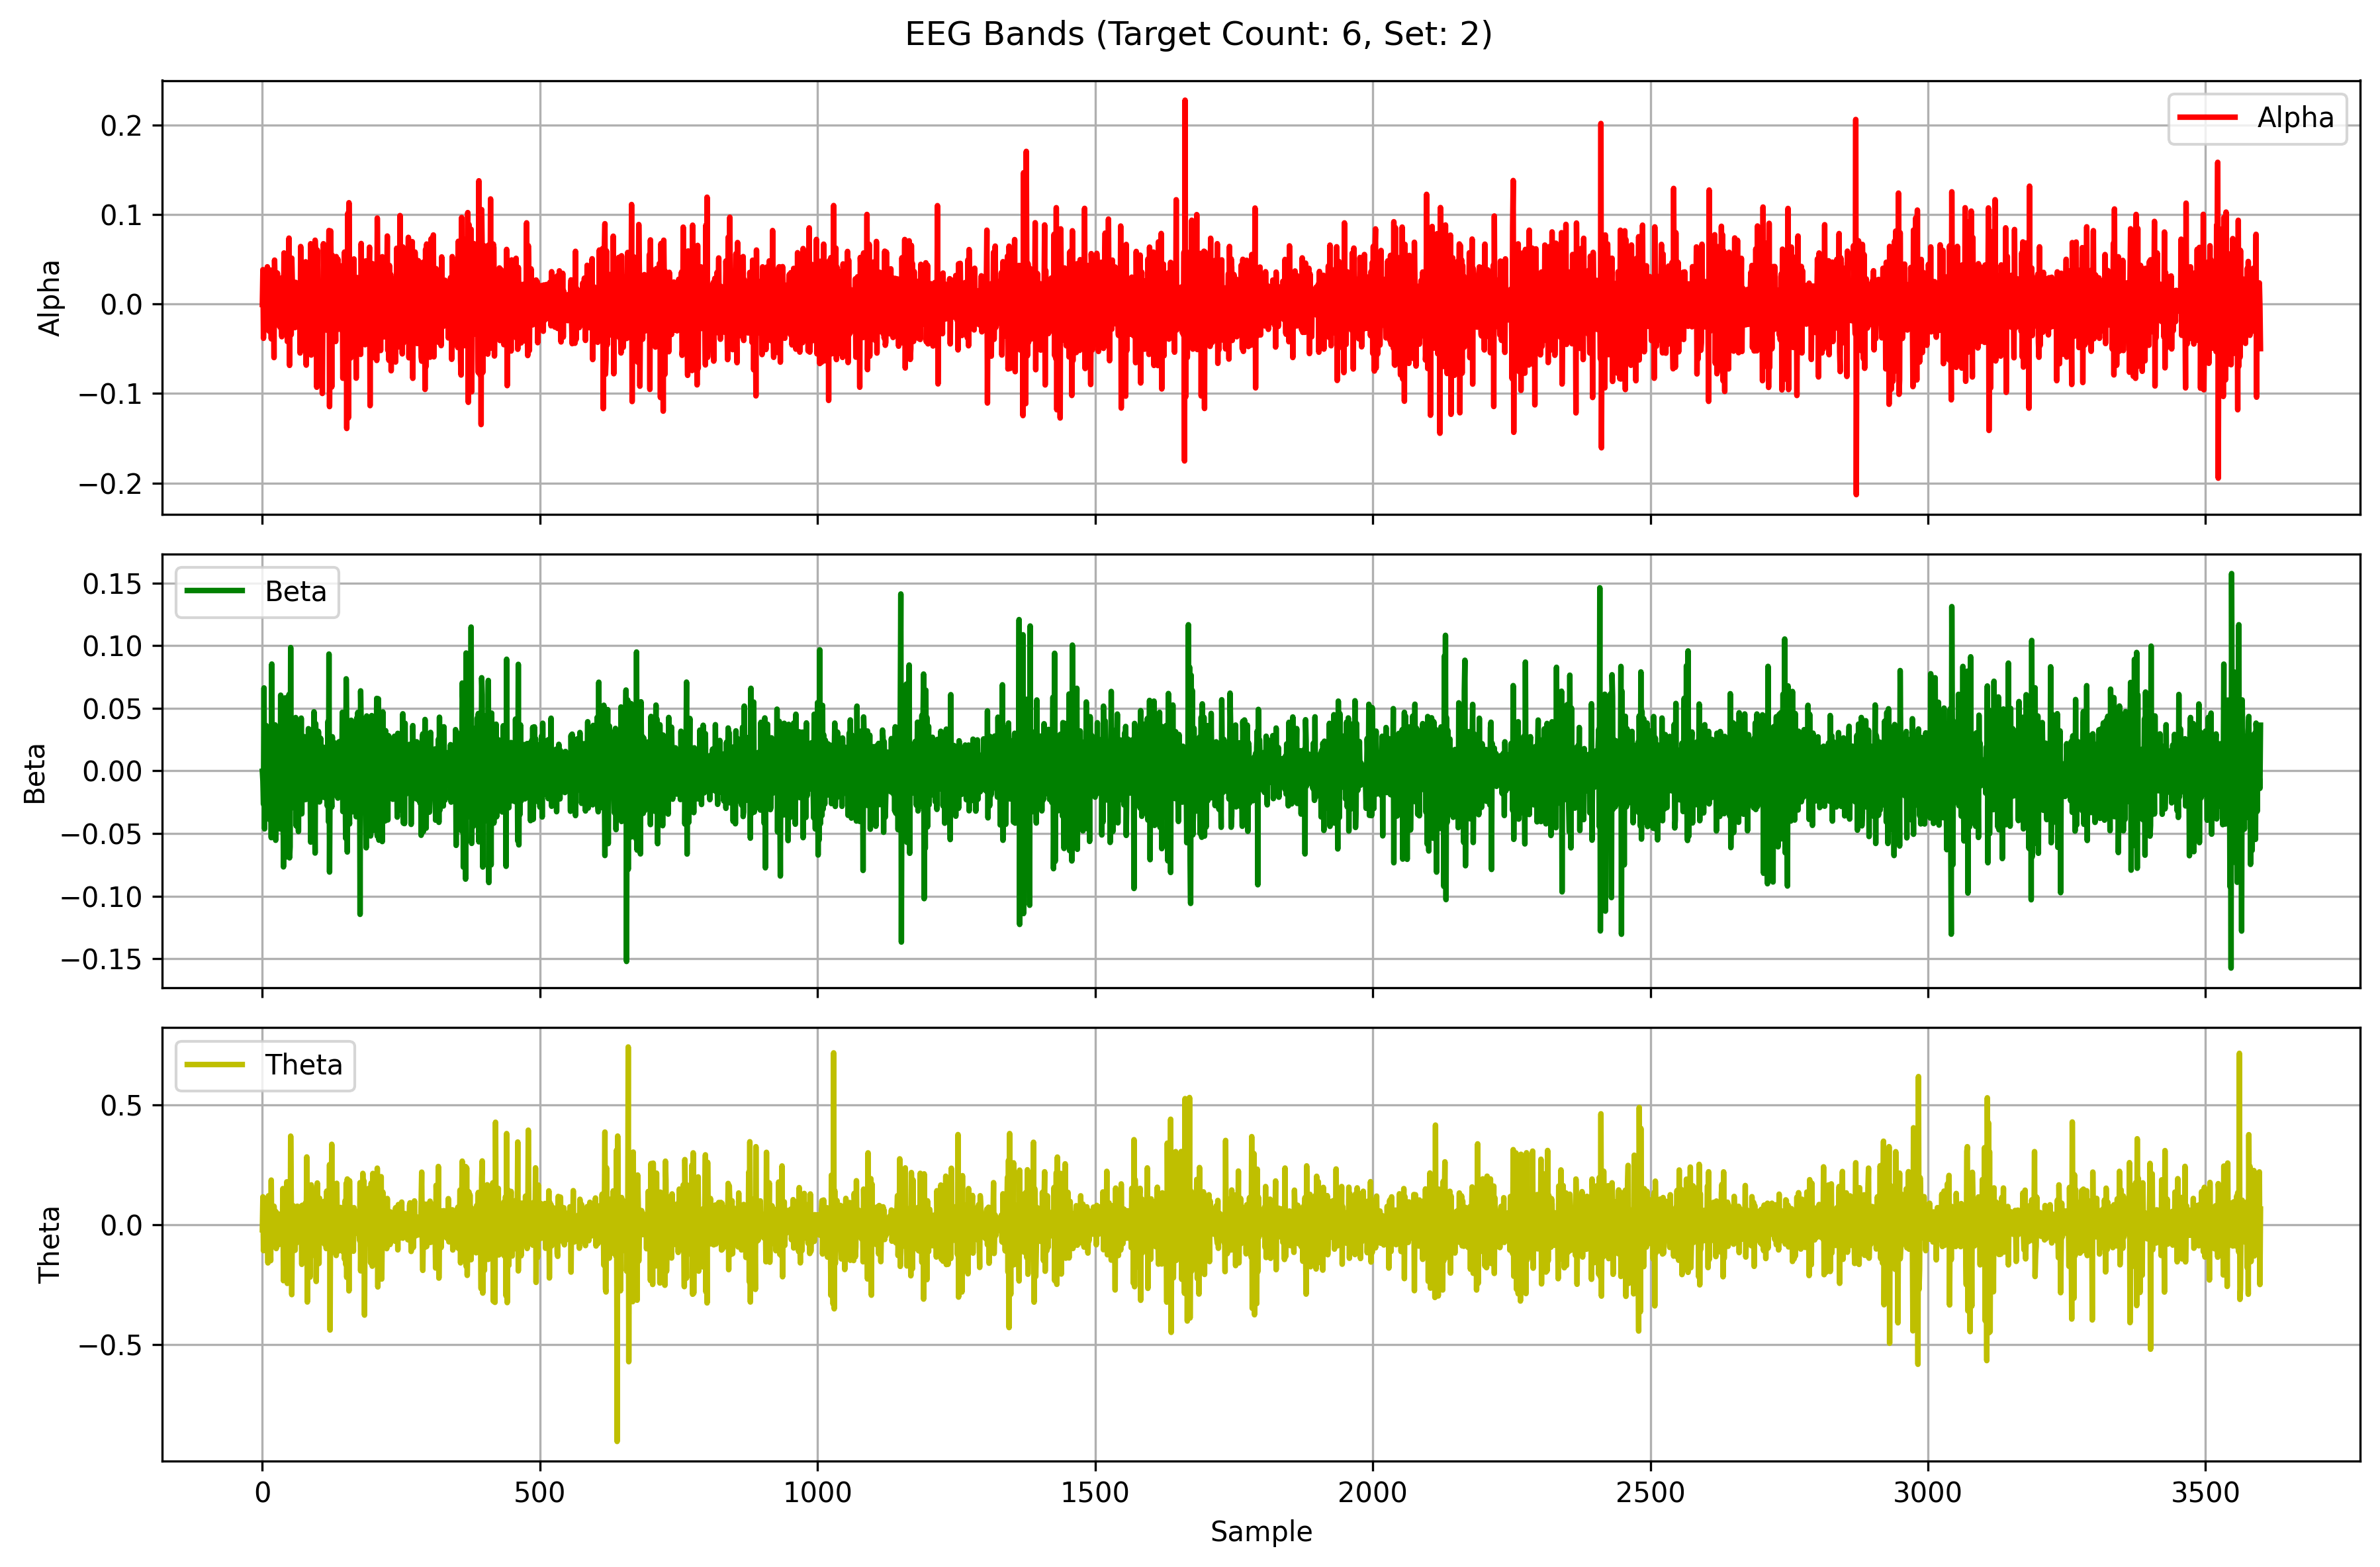 EEG Bands (Target Count: 6, Set: 2)
Alpha
0.2
0.1
0.0
−0.1
−0.2
Alpha
Beta
0.15
0.10
0.05
0.00
−0.05
−0.10
−0.15
Beta
Theta
0.5
0.0
−0.5
Theta
0 500 1000 1500 2000 2500 3000 3500
Sample